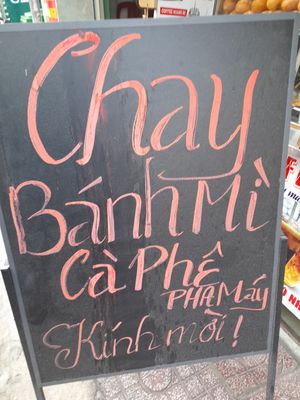 Chay
Bánh Mì
Cà Phê
PHA Máy
Kính mời!